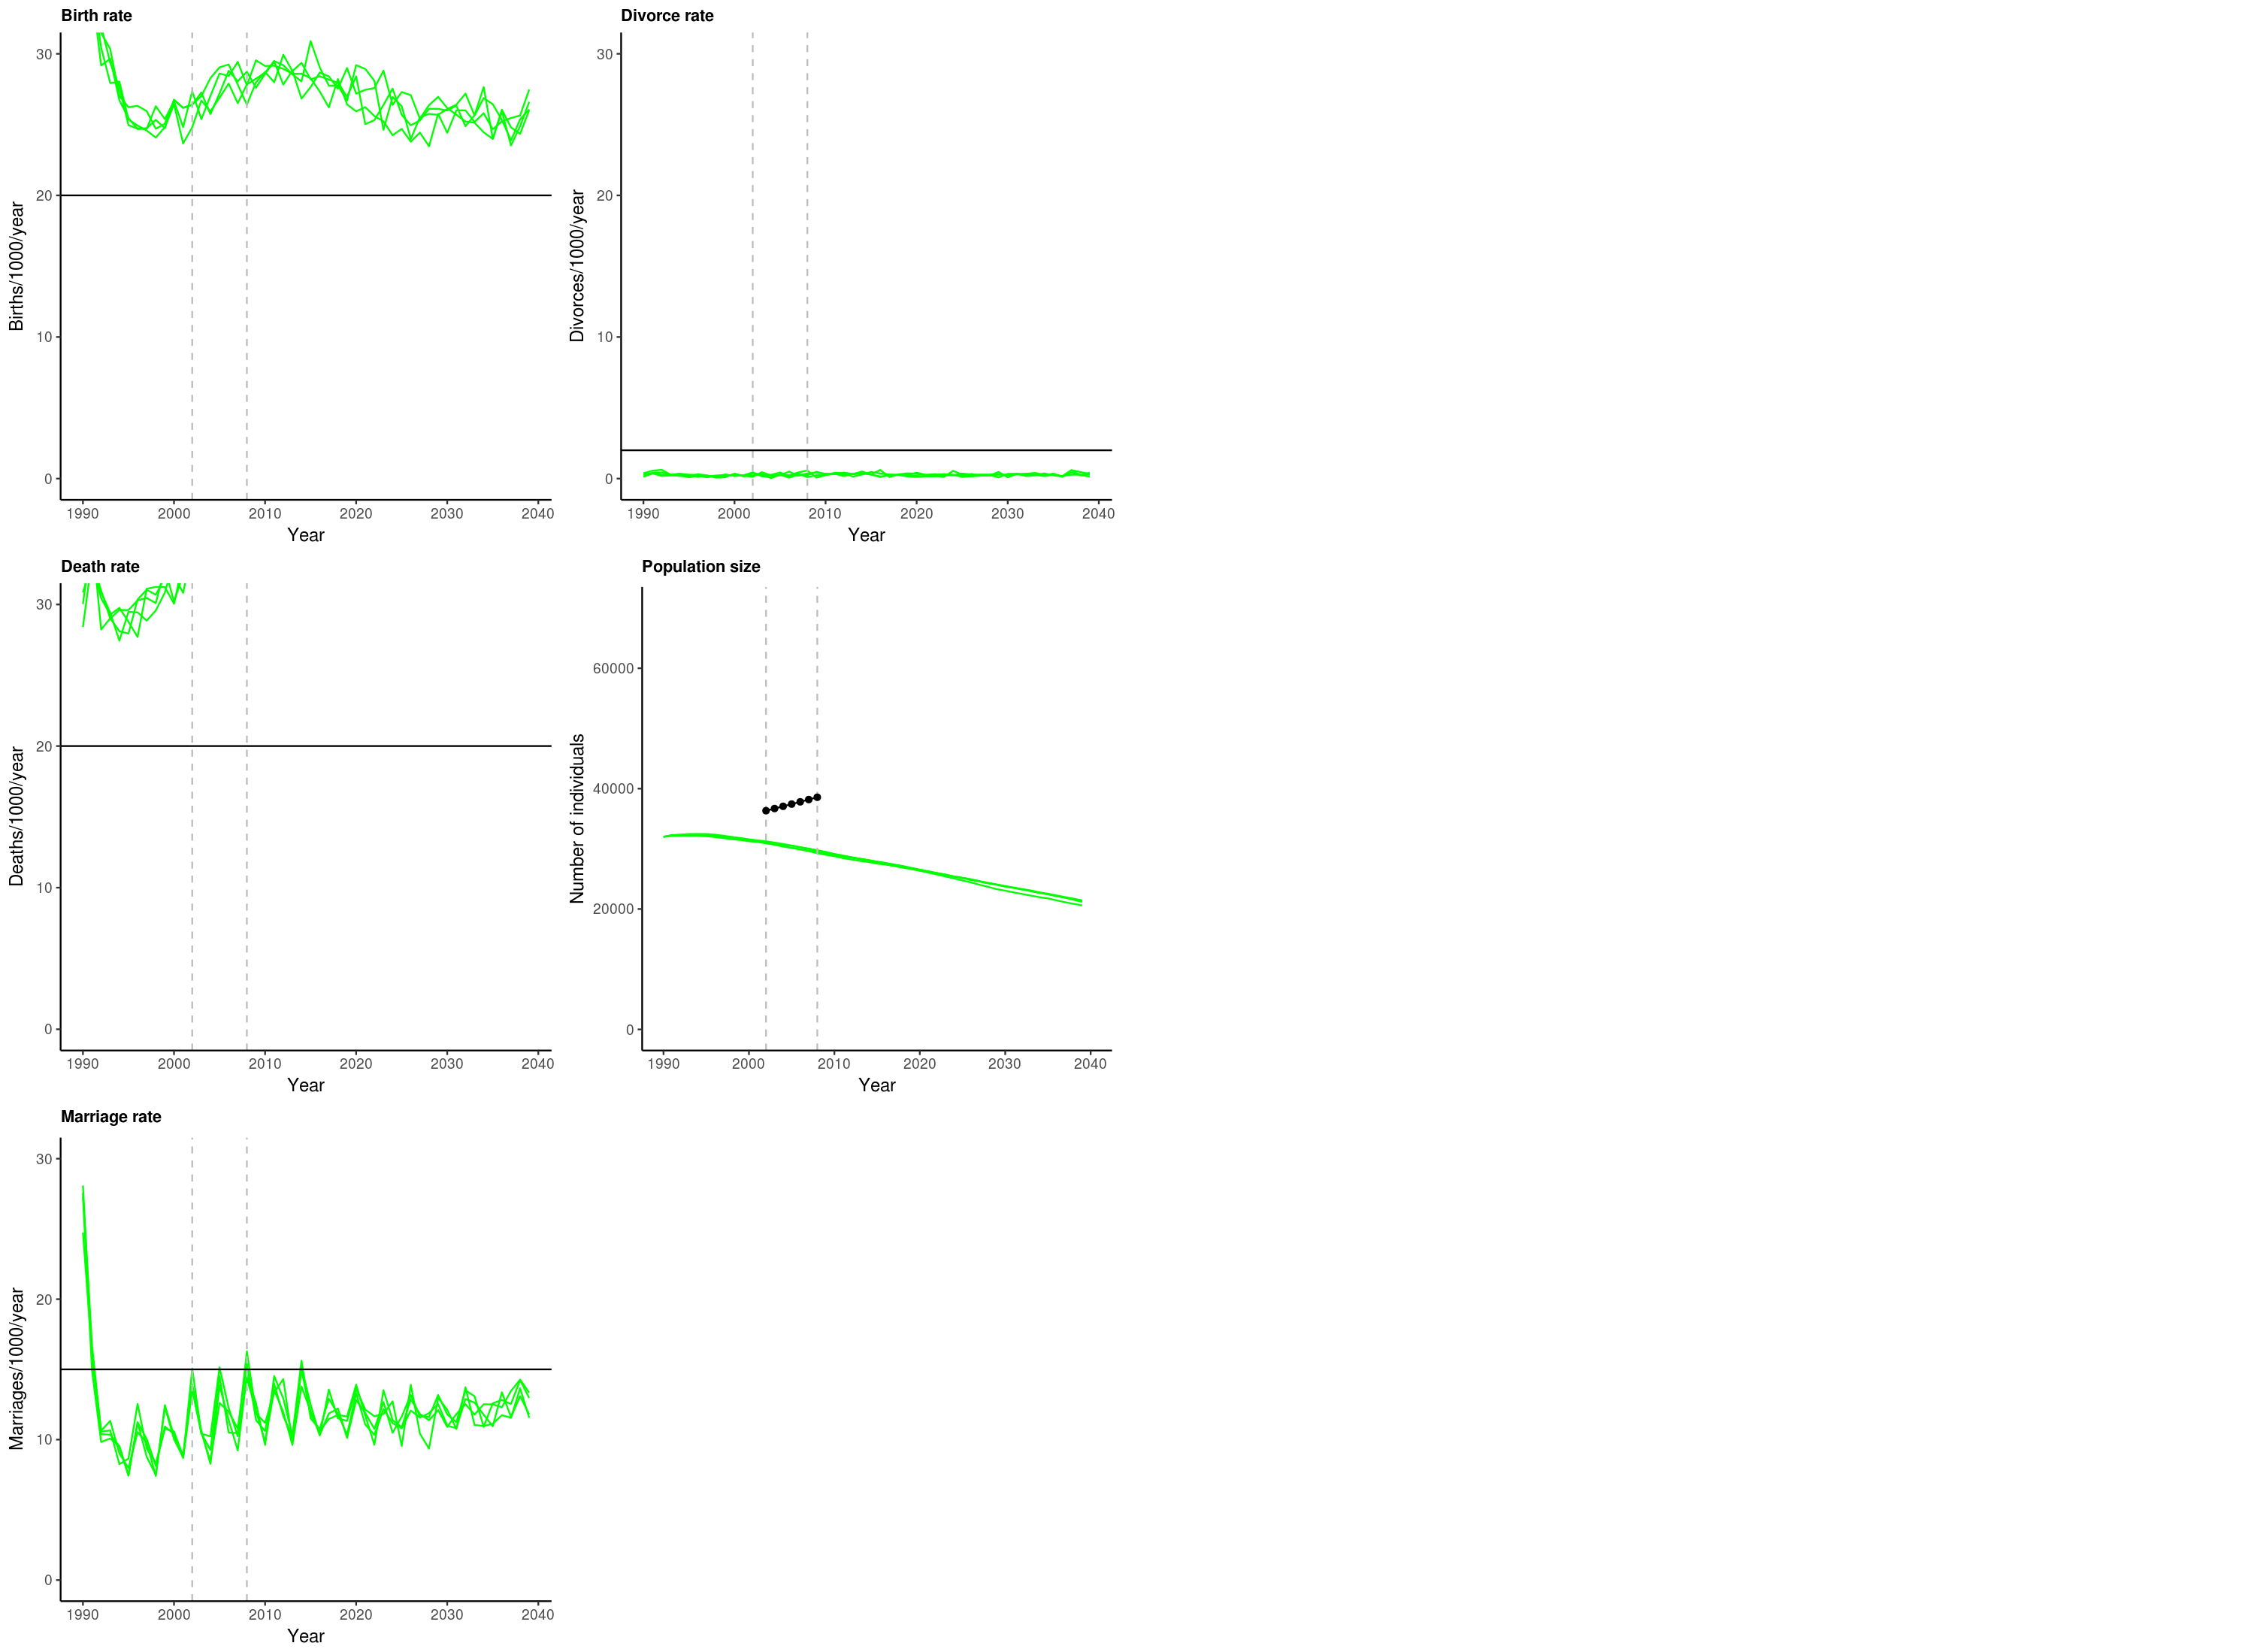 Birth rate
Births/1000/year
30
20
10
0
1990 2000 2010 2020 2030 2040
Year
Divorce rate
Divorces/1000/year
30
20
10
0
1990 2000 2010 2020 2030 2040
Year
Death rate
Deaths/1000/year
30
20
10
0
1990 2000 2010 2020 2030 2040
Year
Population size
Number of individuals
60000
40000
20000
0
1990 2000 2010 2020 2030 2040
Year
Marriage rate
Marriages/1000/year
30
20
10
0
1990 2000 2010 2020 2030 2040
Year